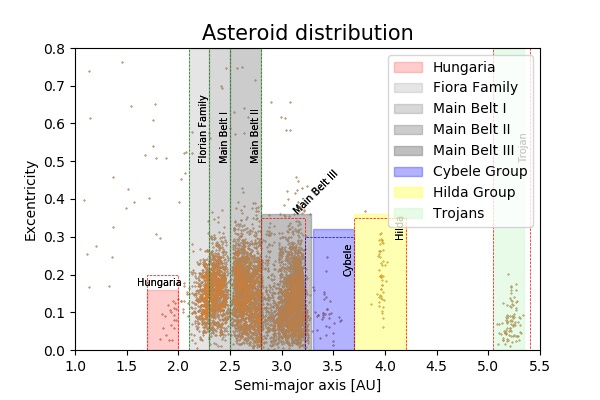 Asteroid distribution
0.8
0.7
0.6
0.5
0.4
0.3
0.2
0.1
0.0
Excentricity
1.0 1.5 2.0 2.5 3.0 3.5 4.0 4.5 5.0 5.5
Semi-major axis [AU]
Hungaria
Florian Family
Main Belt I
Main Belt II
Main Belt III
Cybele
Hilda
Trojan
Hungaria
Fiora Family
Main Belt I
Main Belt II
Main Belt III
Cybele Group
Hilda Group
Trojans